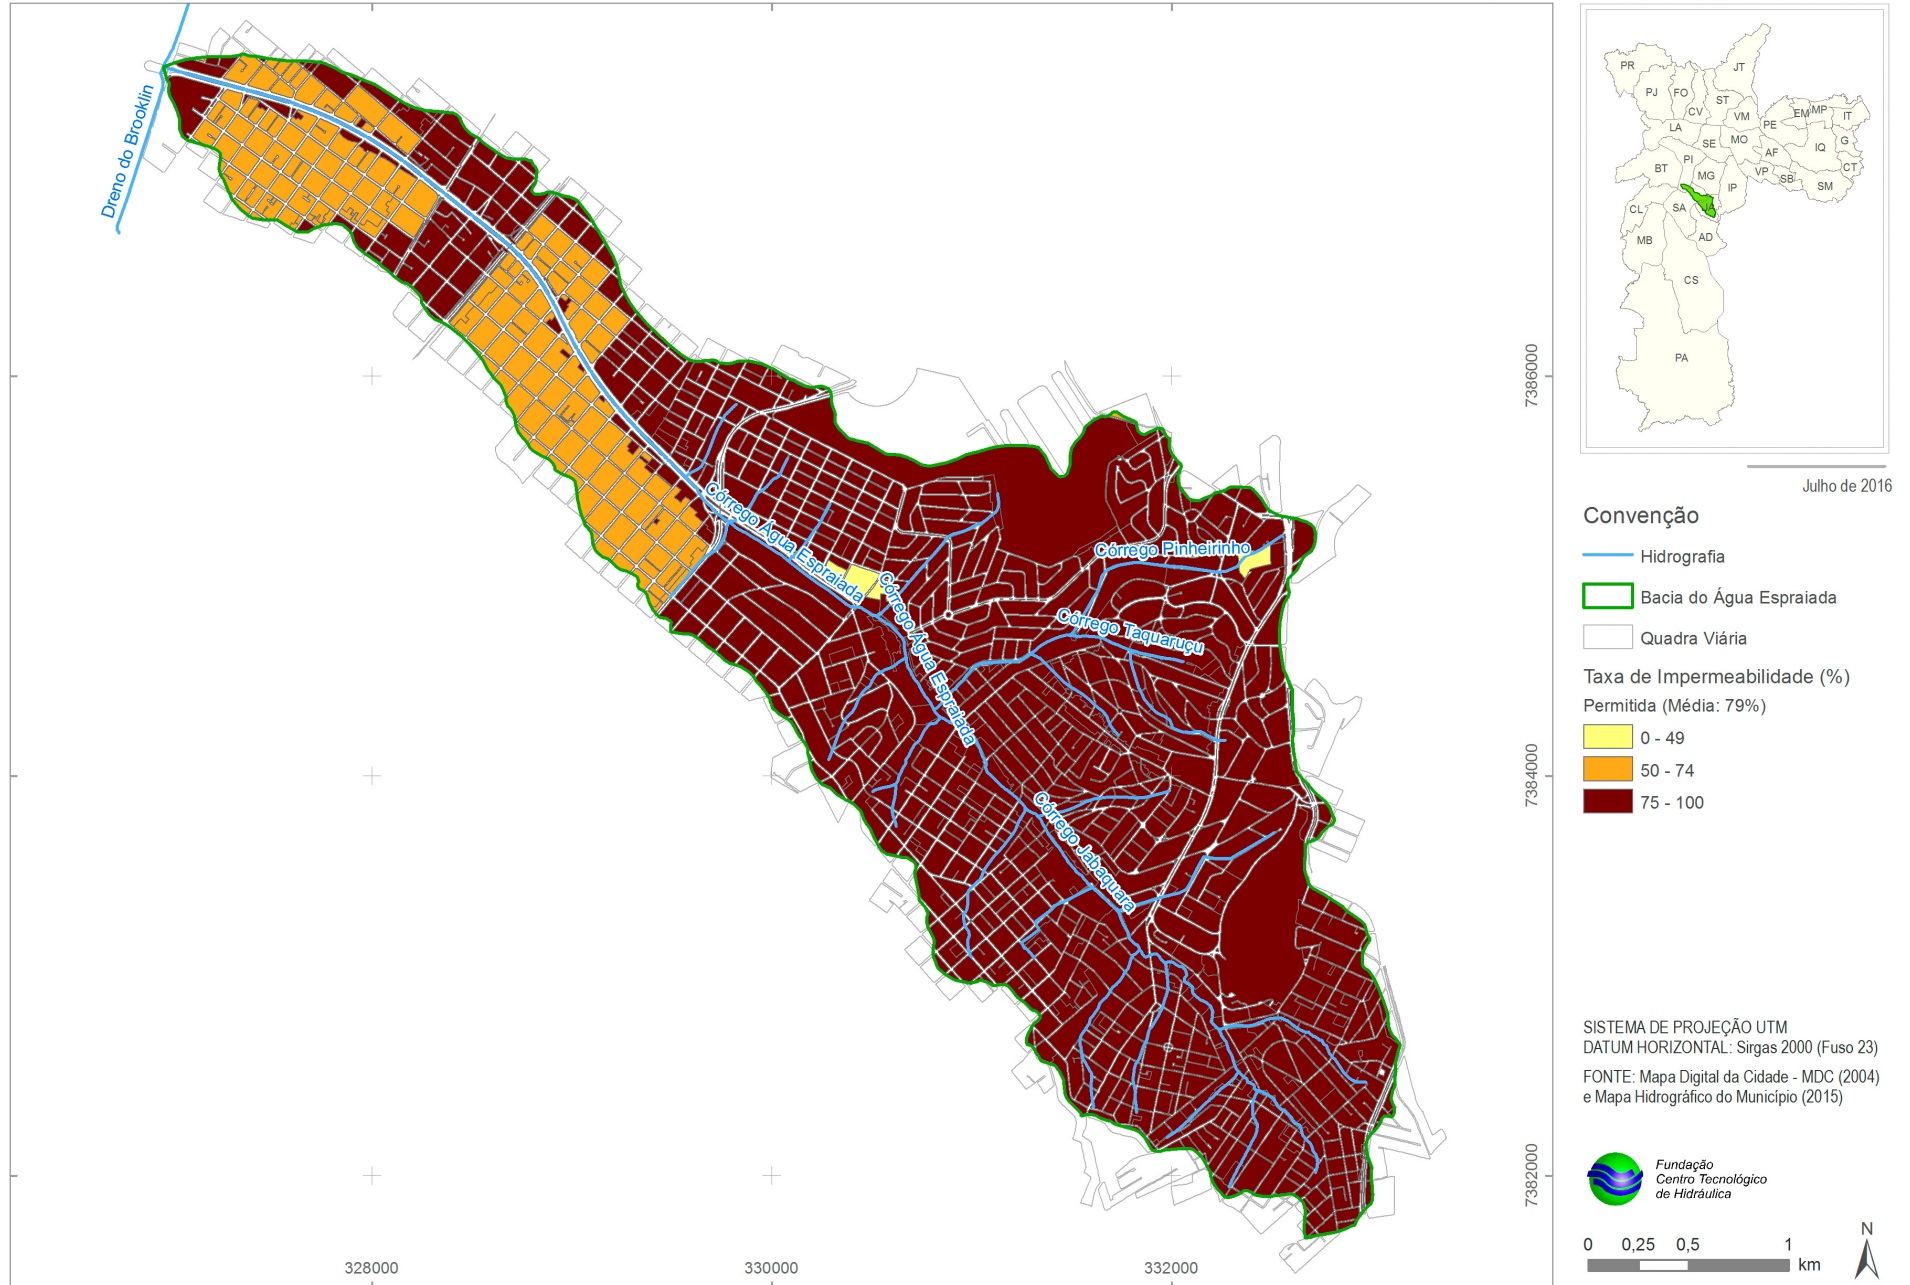 Dreno do Brooklin
Córrego Água Espraiada
Córrego Água Espraiada
Córrego Pinheirinho
Córrego Taquaruçu
Córrego Jabaquara
7386000
7384000
7382000
328000
330000
332000
PR
JT
PJ
FO
CV
ST
VM
EM
MP
IT
LA
SE
MO
PE
IQ
G
BT
PI
MG
AF
VP
SB
CT
IP
SM
CL
SA
JA
MB
AD
CS
PA
Julho de 2016
Convenção
Hidrografia
Bacia do Água Espraiada
Quadra Viária
Taxa de Impermeabilidade (%)
Permitida (Média: 79%)
0 - 49
50 - 74
75 - 100
SISTEMA DE PROJEÇÃO UTM
DATUM HORIZONTAL: Sirgas 2000 (Fuso 23)
FONTE: Mapa Digital da Cidade - MDC (2004)
e Mapa Hidrográfico do Município (2015)
Fundação
Centro Tecnológico
de Hidráulica
0 0,25 0,5 1
km
N